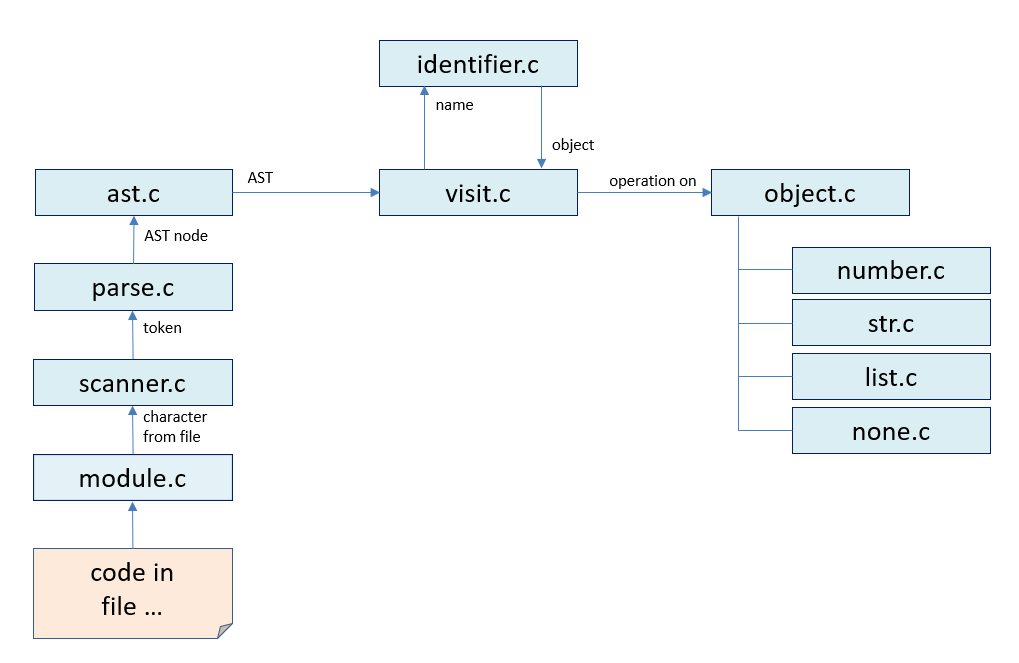 identifier.c
name
object
ast.c
AST
visit.c
operation on
object.c
AST node
number.c
parse.c
str.c
token
list.c
scanner.c
character
from file
none.c
module.c
code in
file ...